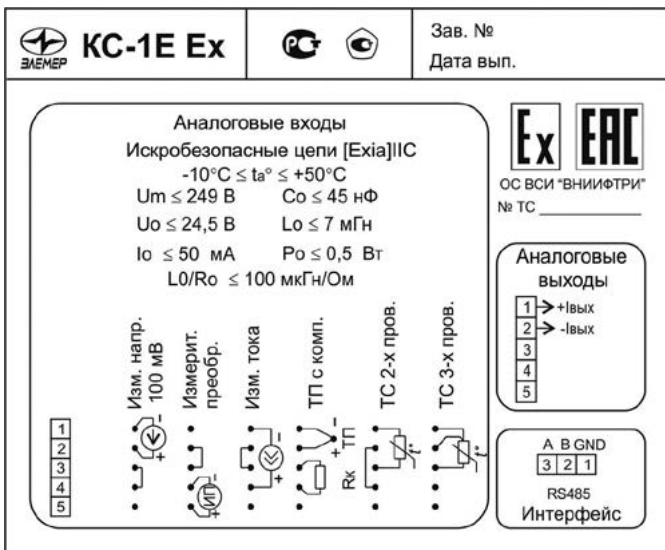 ЭЛЕМЕР
КС-1Е Ex
РСт
С
Зав. №
Дата вып.
Аналоговые входы
Искробезопасные цепи [Exia]IIC
-10°C ≤ ta° ≤ +50°C
Um ≤ 249 В Co ≤ 45 нФ
Uo ≤ 24,5 В Lo ≤ 7 мГн
Io ≤ 50 мА Po ≤ 0,5 Вт
L0/Ro ≤ 100 мкГн/Ом
Изм. напр.
100 мВ
Измерит.
преобр.
Изм. тока
ТП с комп.
ТС 2-х пров.
ТС 3-х пров.
1
2
3
4
5
- +
ИП
- +
- +
- +
ТП
Rк
t°
t°
Ex EAC
ОС ВСИ "ВНИИФТРИ"
№ ТС
Аналоговые
выходы
1 +Iвых
2 -Iвых
3
4
5
A B GND
3 2 1
RS485
Интерфейс